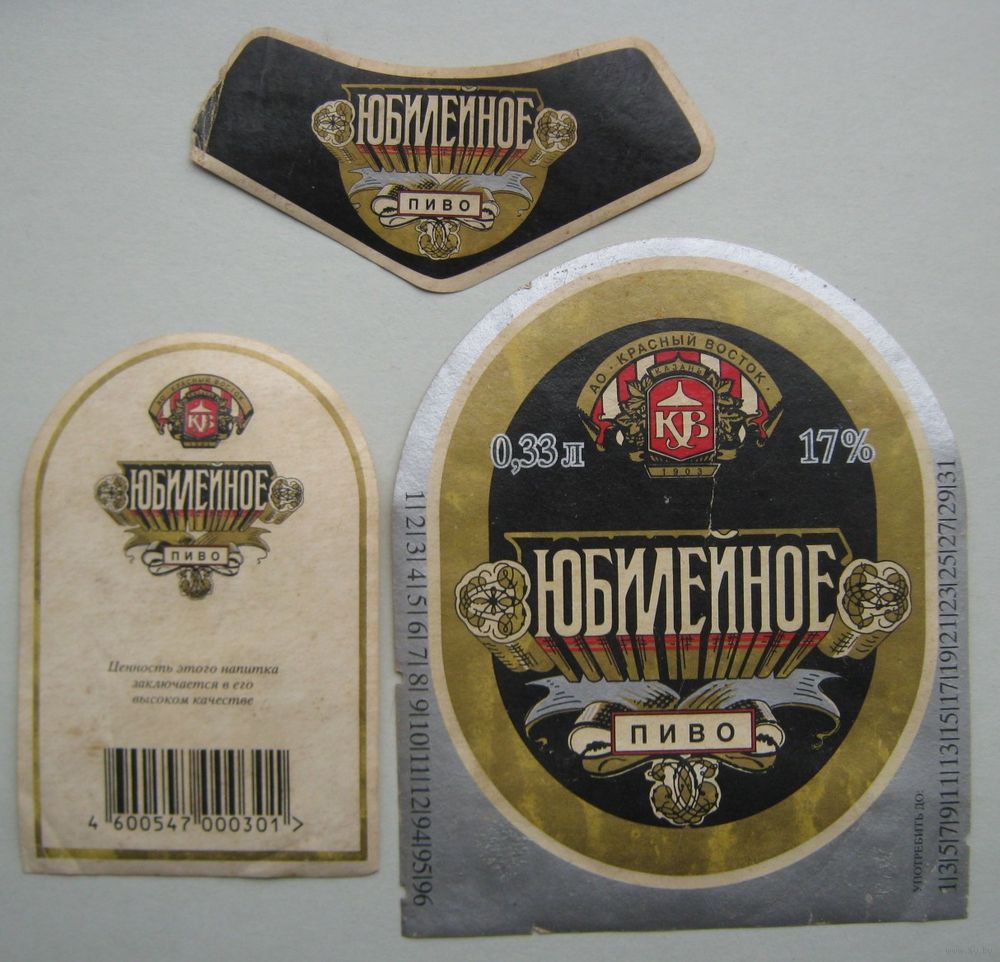 ЮБИЛЕЙНОЕ
ПИВО
АО · КРАСНЫЙ ВОСТОК ·
КАЗАНЬ
КВ
1903
0,33 л
17%
ЮБИЛЕЙНОЕ
ПИВО
1|2|3|4|5|6|7|8|9|10|11|12|94|95|96
УПОТРЕБИТЬ ДО:
1|3|5|7|9|11|13|15|17|19|21|23|25|27|29|31
АО · КРАСНЫЙ ВОСТОК ·
КВ
ЮБИЛЕЙНОЕ
ПИВО
Ценность этого напитка
заключается в его
высоком качестве
4 600547 000301 >